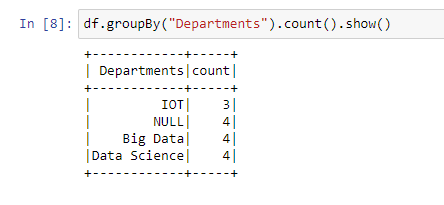 In [8]: df.groupBy("Departments").count().show()
+------------+-----+
| Departments|count|
+------------+-----+
|         IOT|    3|
|        NULL|    4|
|    Big Data|    4|
|Data Science|    4|
+------------+-----+